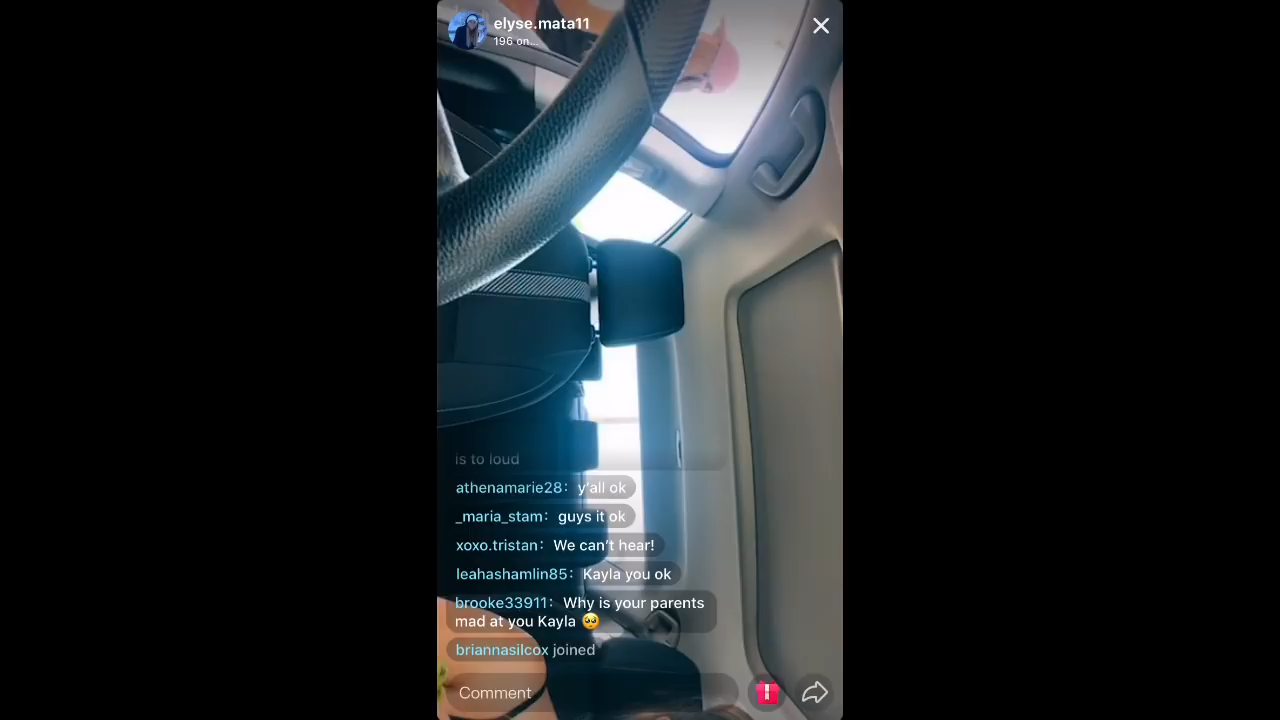 elyse.mata11
196 on...
is to loud
athenamarie28: y'all ok
_maria_stam: guys it ok
xoxo.tristan: We can't hear!
leahashamlin85: Kayla you ok
brooke33911: Why is your parents
mad at you Kayla 🥺
briannasilcox joined
Comment